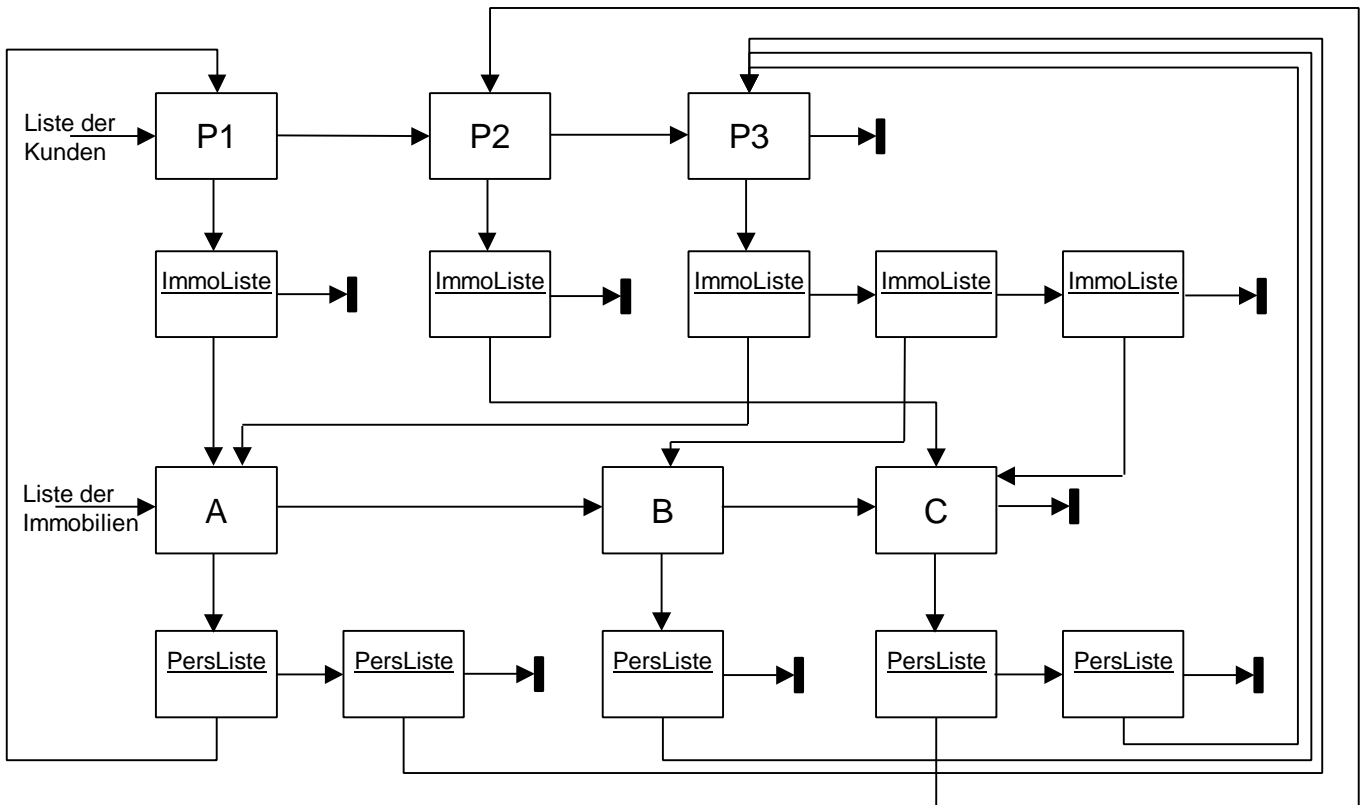 Liste der
Kunden
P1
P2
P3
ImmoListe
ImmoListe
ImmoListe
ImmoListe
ImmoListe
Liste der
Immobilien
A
B
C
PersListe
PersListe
PersListe
PersListe
PersListe